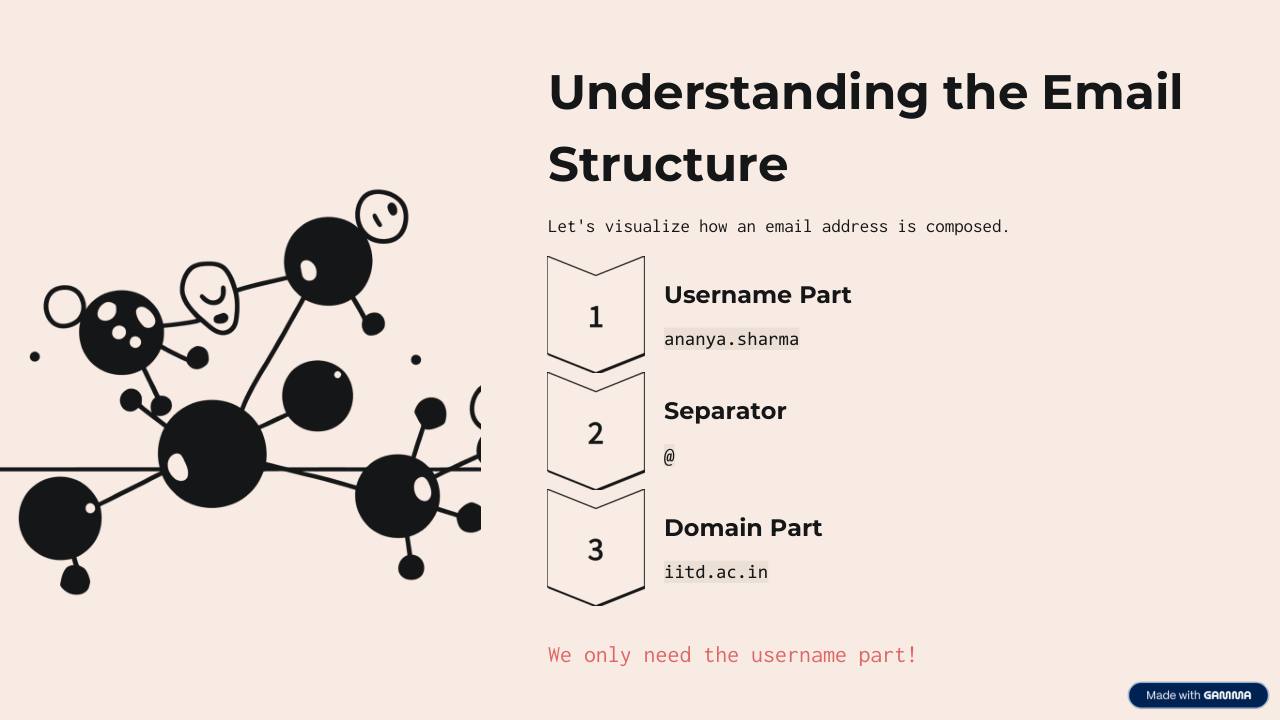 Understanding the Email
Structure
Let's visualize how an email address is composed.
1
Username Part
ananya.sharma
2
Separator
@
3
Domain Part
iitd.ac.in
We only need the username part!
Made with GAMMA